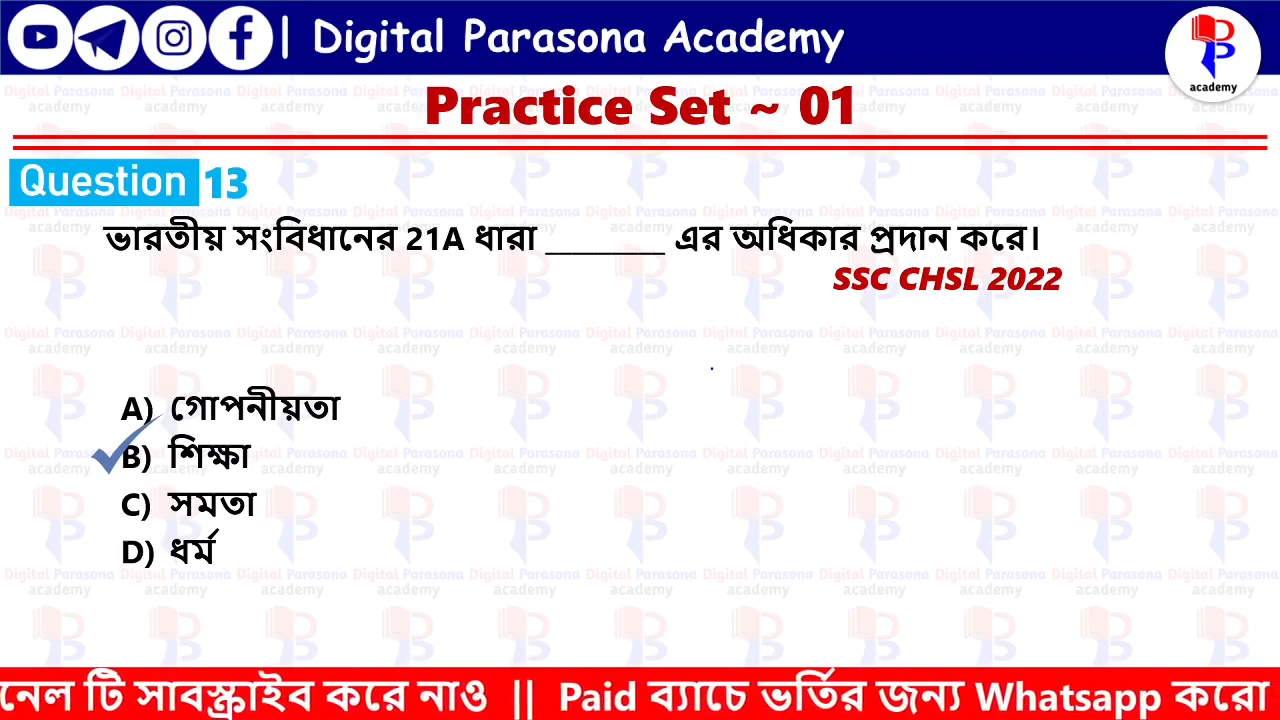 | Digital Parasona Academy
academy
Practice Set ~ 01
Question 13
ভারতীয় সংবিধানের 21A ধারা ________ এর অধিকার প্রদান করে।
SSC CHSL 2022
A) গোপনীয়তা
B) শিক্ষা
C) সমতা
D) ধর্ম
নেল টি সাবস্ক্রাইব করে নাও || Paid ব্যাচে ভর্তির জন্য Whatsapp করো